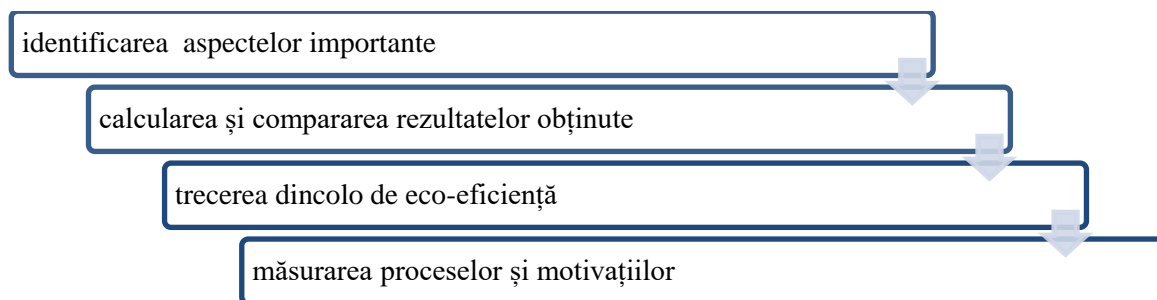 identificarea aspectelor importante
calcularea și compararea rezultatelor obținute
trecerea dincolo de eco-eficiență
măsurarea proceselor și motivațiilor